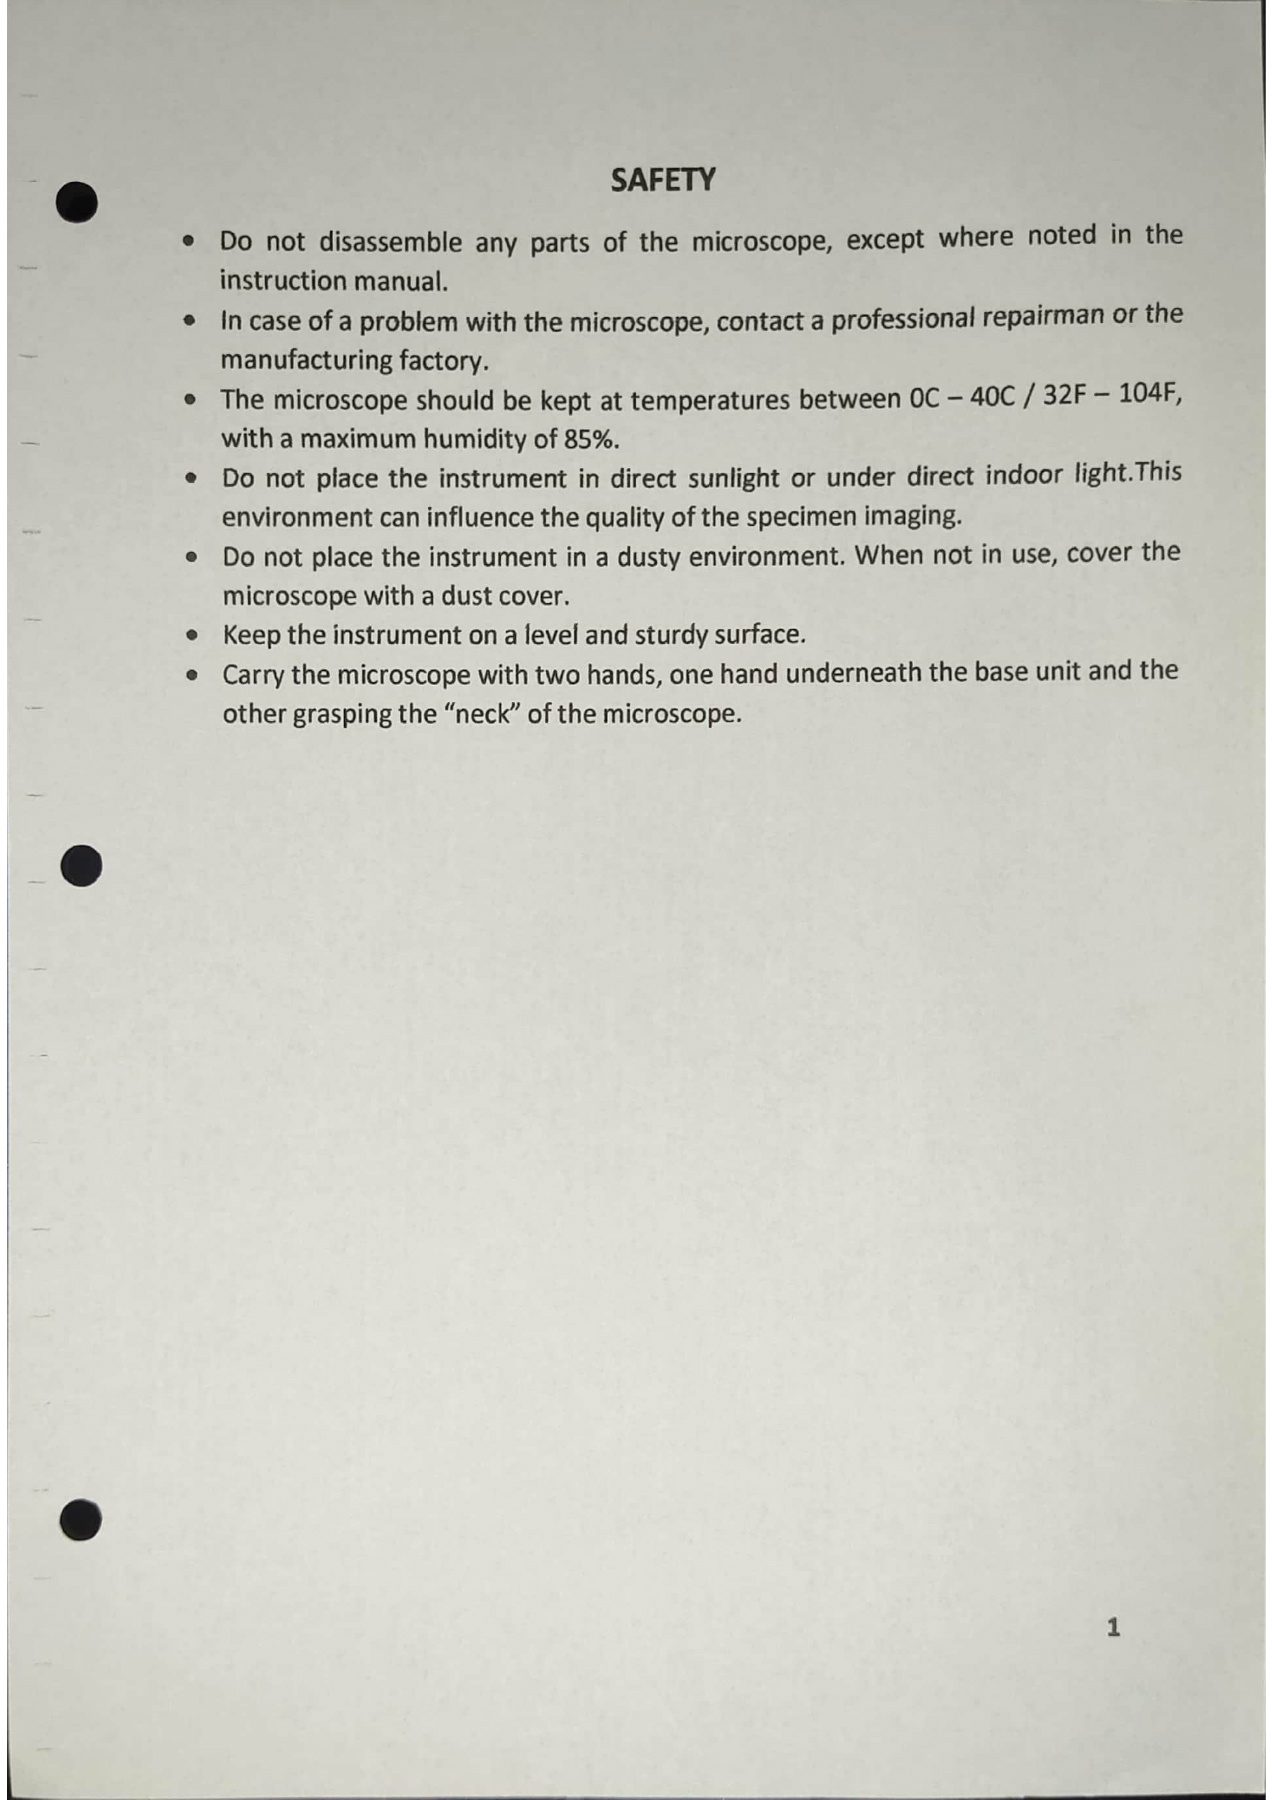 SAFETY
• Do not disassemble any parts of the microscope, except where noted in the
instruction manual.
• In case of a problem with the microscope, contact a professional repairman or the
manufacturing factory.
• The microscope should be kept at temperatures between 0C – 40C / 32F – 104F,
with a maximum humidity of 85%.
• Do not place the instrument in direct sunlight or under direct indoor light.This
environment can influence the quality of the specimen imaging.
• Do not place the instrument in a dusty environment. When not in use, cover the
microscope with a dust cover.
• Keep the instrument on a level and sturdy surface.
• Carry the microscope with two hands, one hand underneath the base unit and the
other grasping the “neck” of the microscope.
1